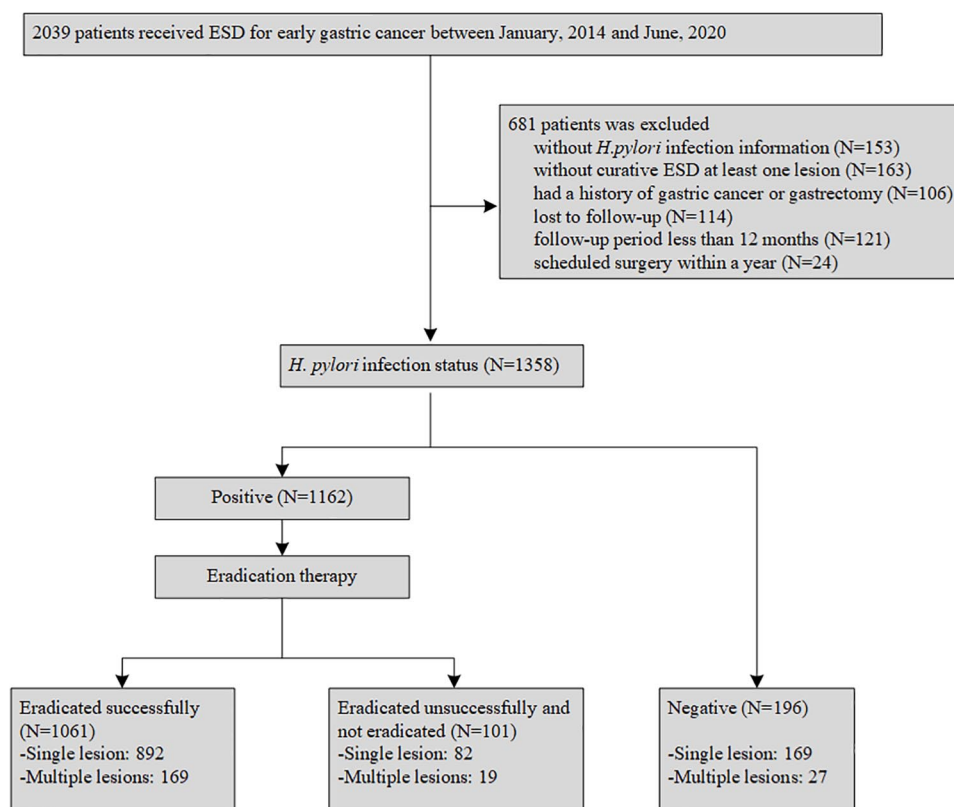 2039 patients received ESD for early gastric cancer between January, 2014 and June, 2020
681 patients was excluded
without H.pylori infection information (N=153)
without curative ESD at least one lesion (N=163)
had a history of gastric cancer or gastrectomy (N=106)
lost to follow-up (N=114)
follow-up period less than 12 months (N=121)
scheduled surgery within a year (N=24)
H. pylori infection status (N=1358)
Positive (N=1162)
Eradication therapy
Eradicated successfully
(N=1061)
-Single lesion: 892
-Multiple lesions: 169
Eradicated unsuccessfully and
not eradicated (N=101)
-Single lesion: 82
-Multiple lesions: 19
Negative (N=196)
-Single lesion: 169
-Multiple lesions: 27